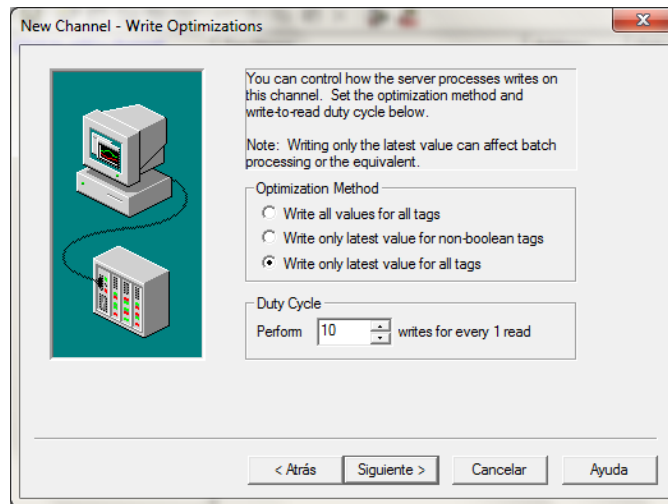 New Channel - Write Optimizations
You can control how the server processes writes on
this channel. Set the optimization method and
write-to-read duty cycle below.
Note: Writing only the latest value can affect batch
processing or the equivalent.
Optimization Method
Write all values for all tags
Write only latest value for non-boolean tags
Write only latest value for all tags
Duty Cycle
Perform 10 writes for every 1 read
< Atrás Siguiente > Cancelar Ayuda